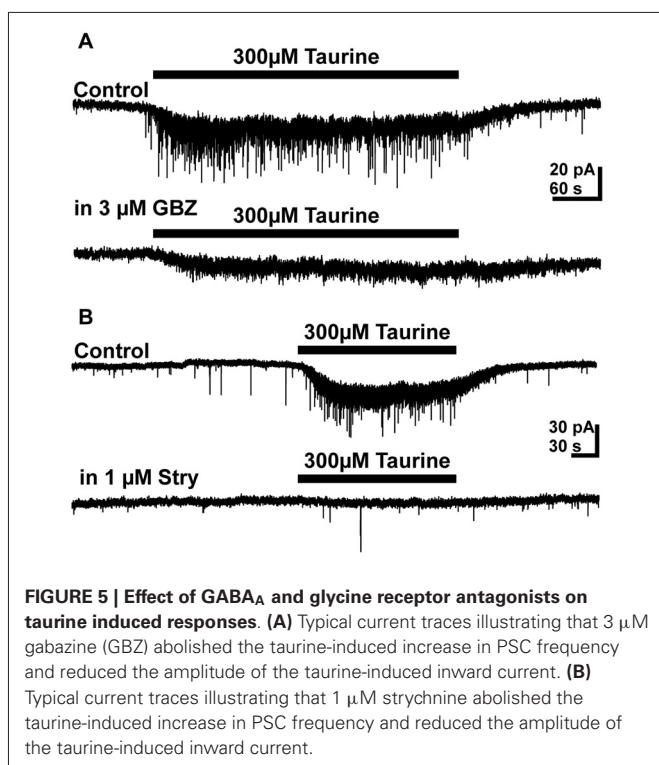 A
300µM Taurine
Control
20 pA
60 s
in 3 µM GBZ
300µM Taurine
B
300µM Taurine
Control
30 pA
30 s
300µM Taurine
in 1 µM Stry
FIGURE 5 | Effect of GABAA and glycine receptor antagonists on
taurine induced responses. (A) Typical current traces illustrating that 3 µM
gabazine (GBZ) abolished the taurine-induced increase in PSC frequency
and reduced the amplitude of the taurine-induced inward current. (B)
Typical current traces illustrating that 1 µM strychnine abolished the
taurine-induced increase in PSC frequency and reduced the amplitude of
the taurine-induced inward current.